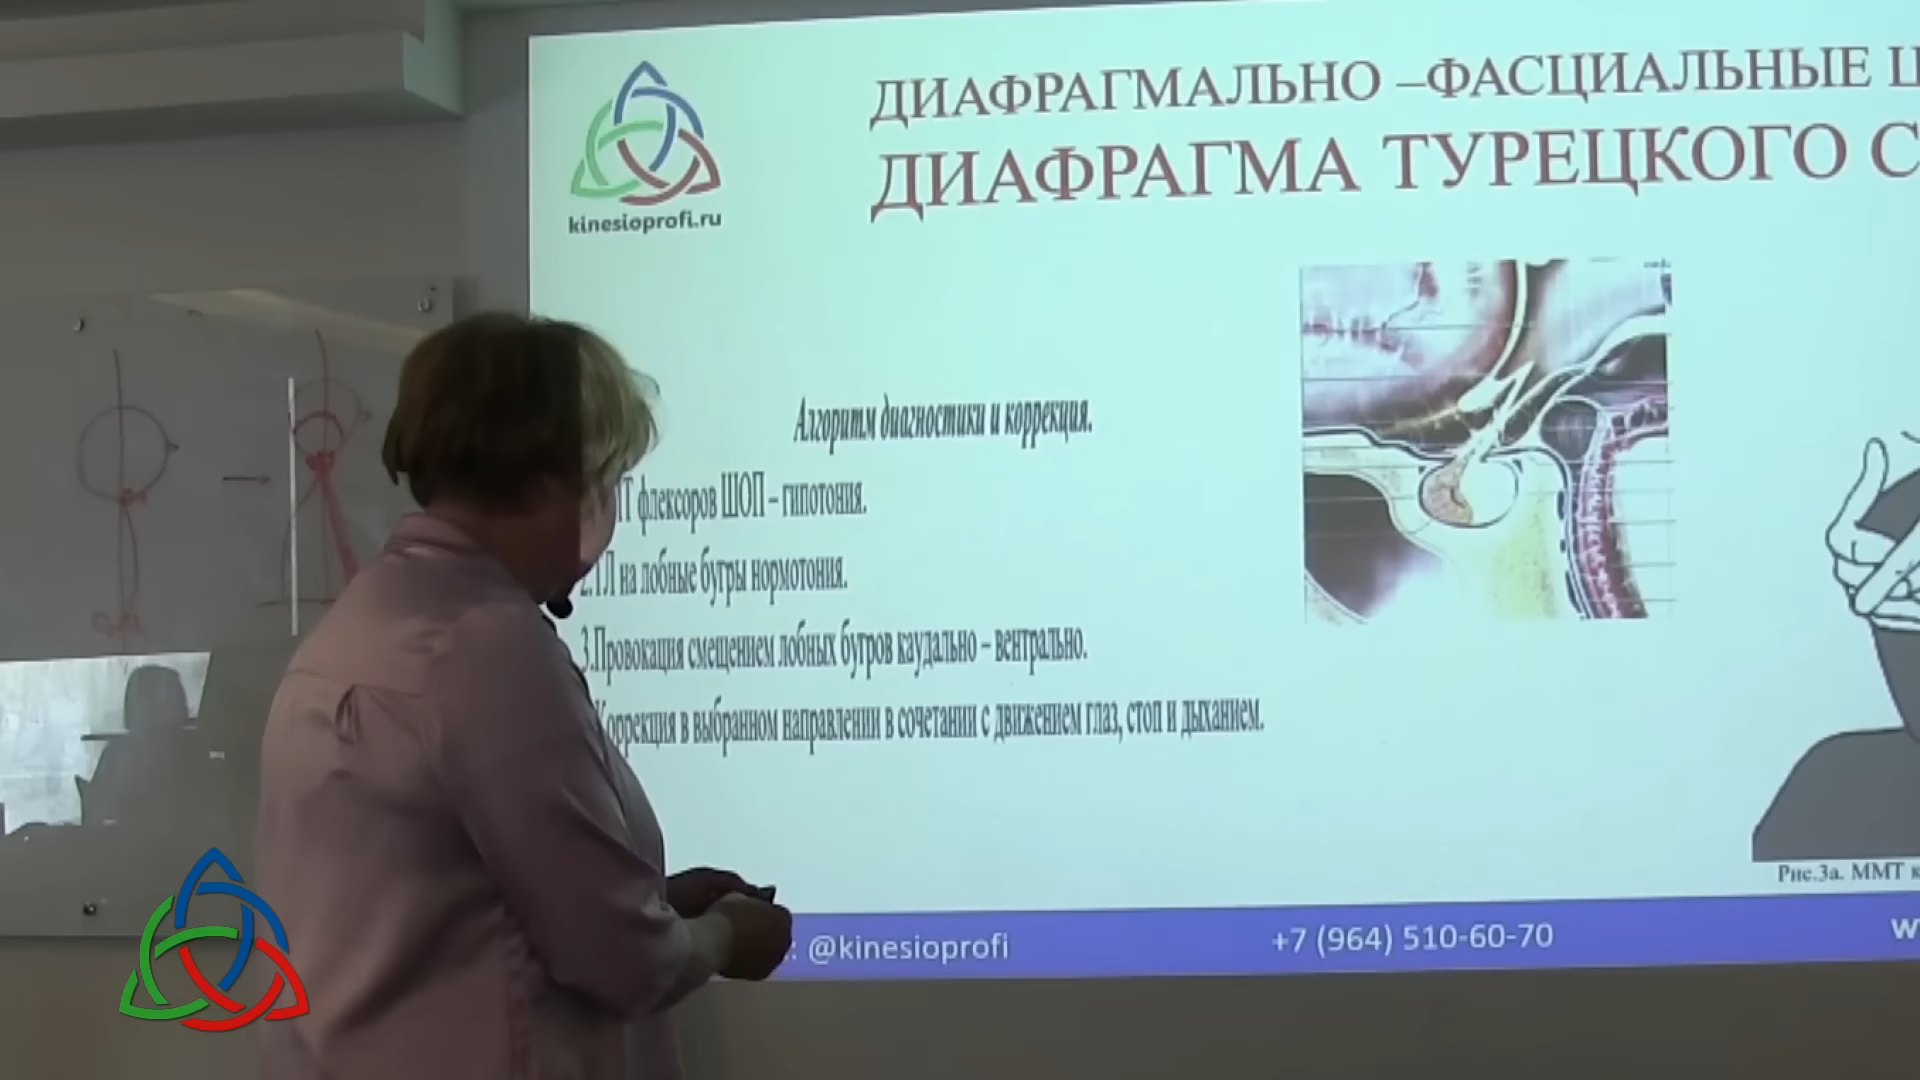 ДИАФРАГМАЛЬНО –ФАСЦИАЛЬНЫЕ
ДИАФРАГМА ТУРЕЦКОГО С
kinesioprofi.ru
Алгоритм диагностики и коррекция.
флексоров ШОП – гипотония.
2.ТЛ на лобные бугры нормотония.
3.Провокация смещением лобных бугров каудально – вентрально.
Коррекция в выбранном направлении в сочетании с движением глаз, стоп и дыханием.
Рис.3а. ММТ к
: @kinesioprofi
+7 (964) 510-60-70
w